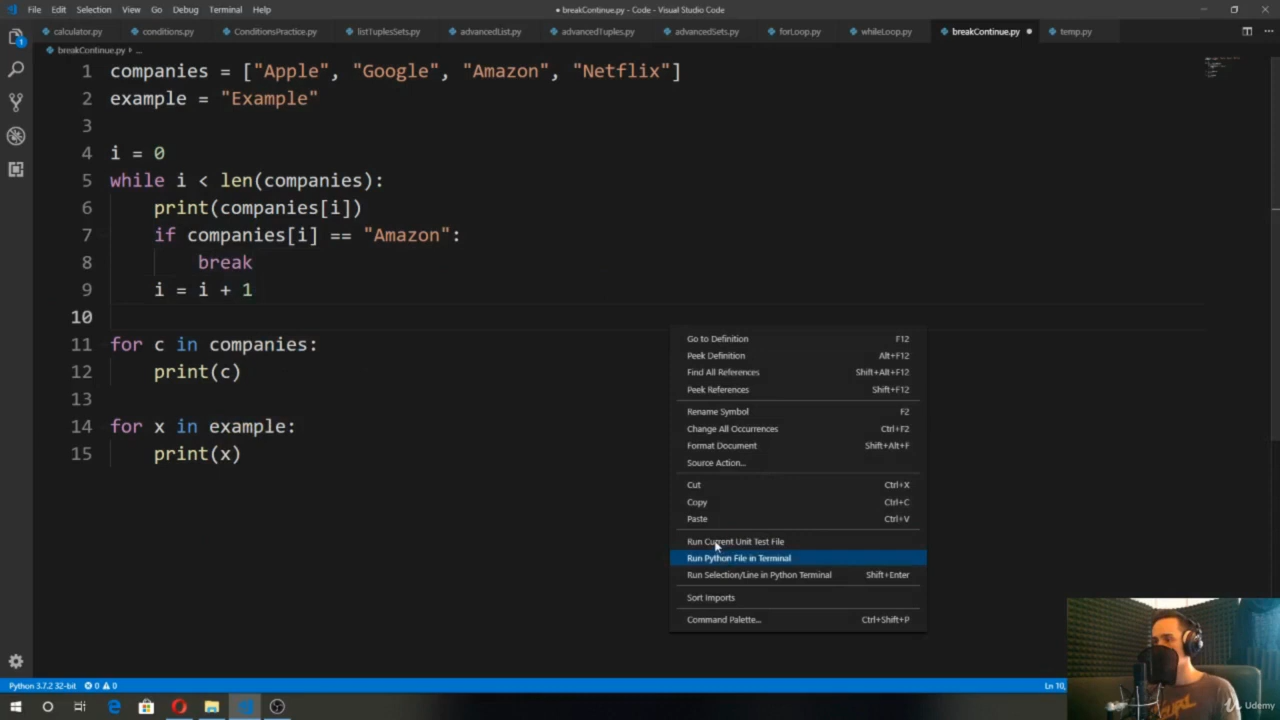 File Edit Selection View Go Debug Terminal Help
● breakContinue.py - Code - Visual Studio Code
calculator.py conditions.py ConditionsPractice.py listTuplesSets.py advancedList.py advancedTuples.py advancedSets.py forLoop.py whileLoop.py breakContinue.py ● temp.py
breakContinue.py › ...
1 companies = ["Apple", "Google", "Amazon", "Netflix"]
2 example = "Example"
3
4 i = 0
5 while i < len(companies):
6 print(companies[i])
7 if companies[i] == "Amazon":
8 break
9 i = i + 1
10
11 for c in companies:
12 print(c)
13
14 for x in example:
15 print(x)
Go to Definition F12
Peek Definition Alt+F12
Find All References Shift+Alt+F12
Peek References Shift+F12
Rename Symbol F2
Change All Occurrences Ctrl+F2
Format Document Shift+Alt+F
Source Action...
Cut Ctrl+X
Copy Ctrl+C
Paste Ctrl+V
Run Current Unit Test File
Run Python File in Terminal
Run Selection/Line in Python Terminal Shift+Enter
Sort Imports
Command Palette... Ctrl+Shift+P
Python 3.7.2 32-bit 0 0 Ln 10,
Udemy